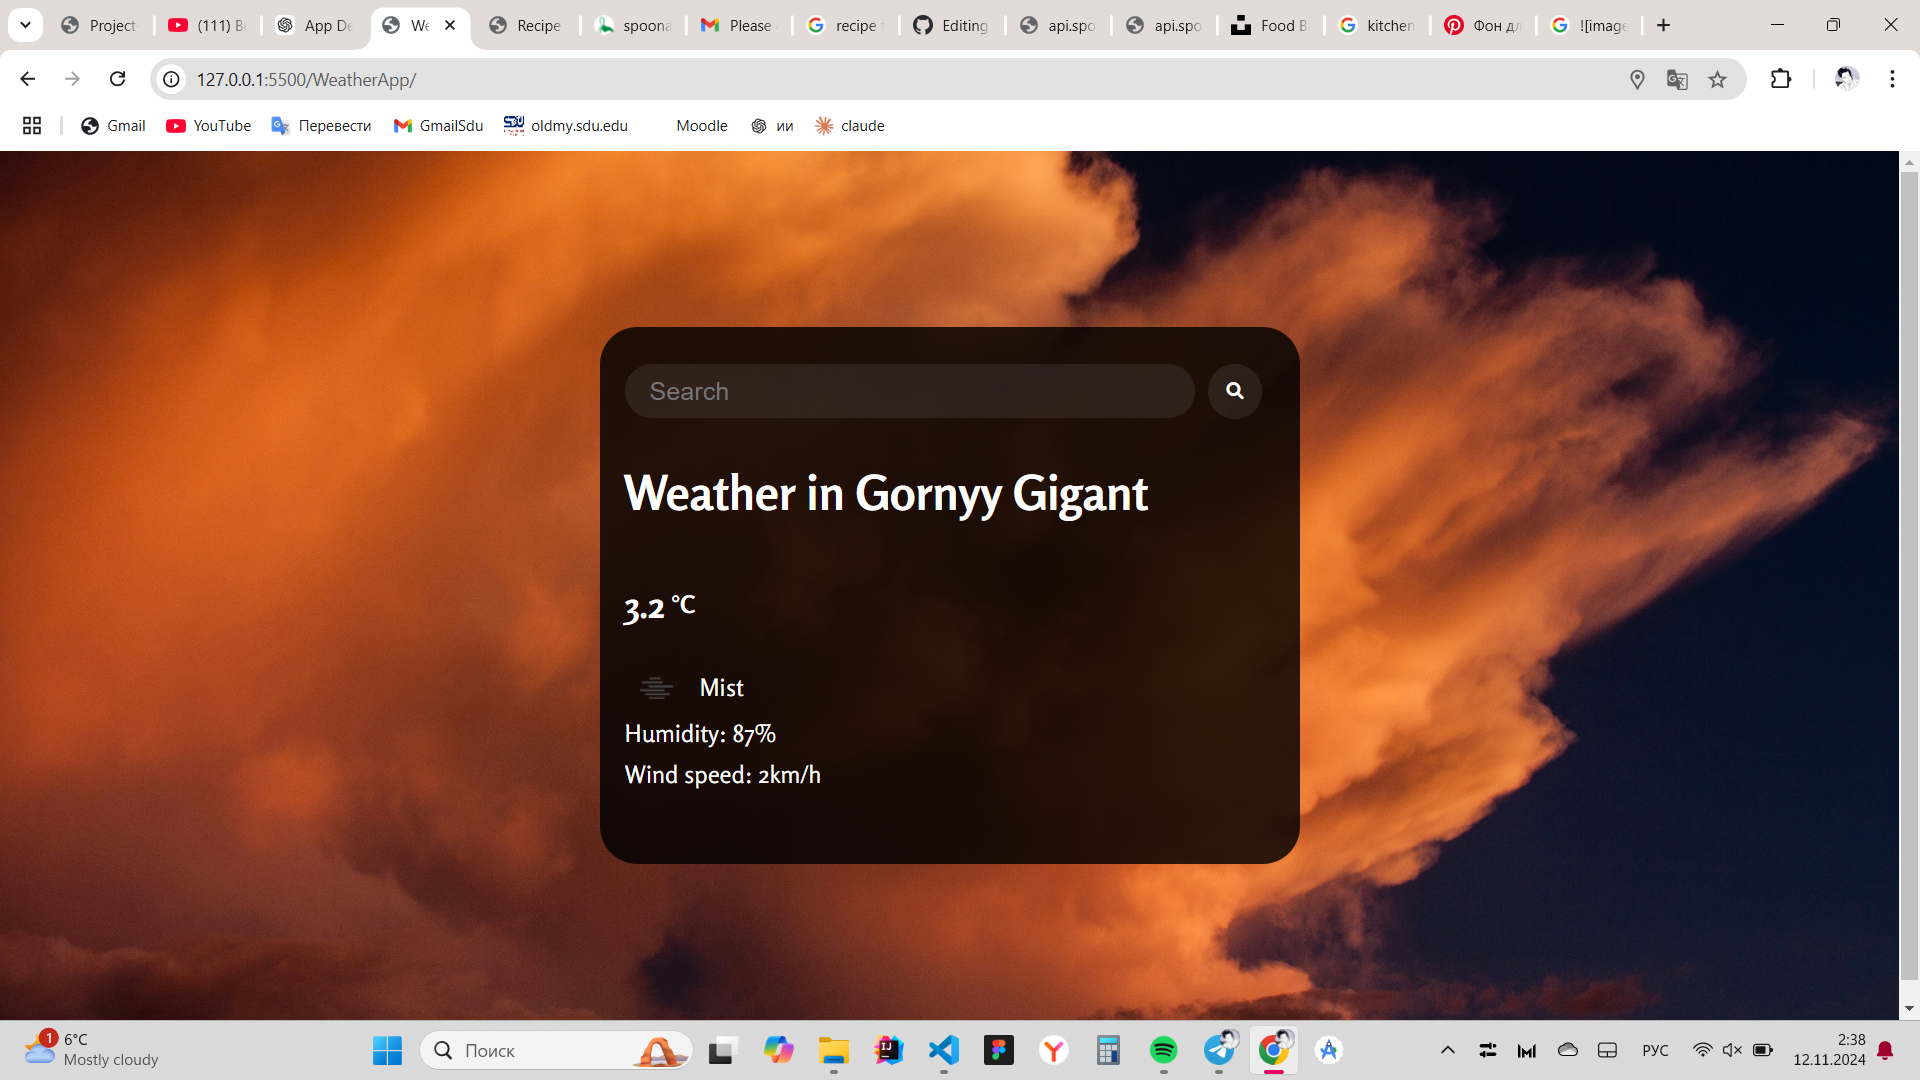 Project
(111) B
App De
We
Recipe
spoona
Please
recipe f
Editing
api.spo
api.spo
Food B
kitchen
Фон дл
![image
127.0.0.1:5500/WeatherApp/
Gmail
YouTube
Перевести
GmailSdu
oldmy.sdu.edu
Moodle
ии
claude
Search
Weather in Gornyy Gigant
3.2 °C
Mist
Humidity: 87%
Wind speed: 2km/h
1
6°C
Mostly cloudy
Поиск
РУС
2:38
12.11.2024